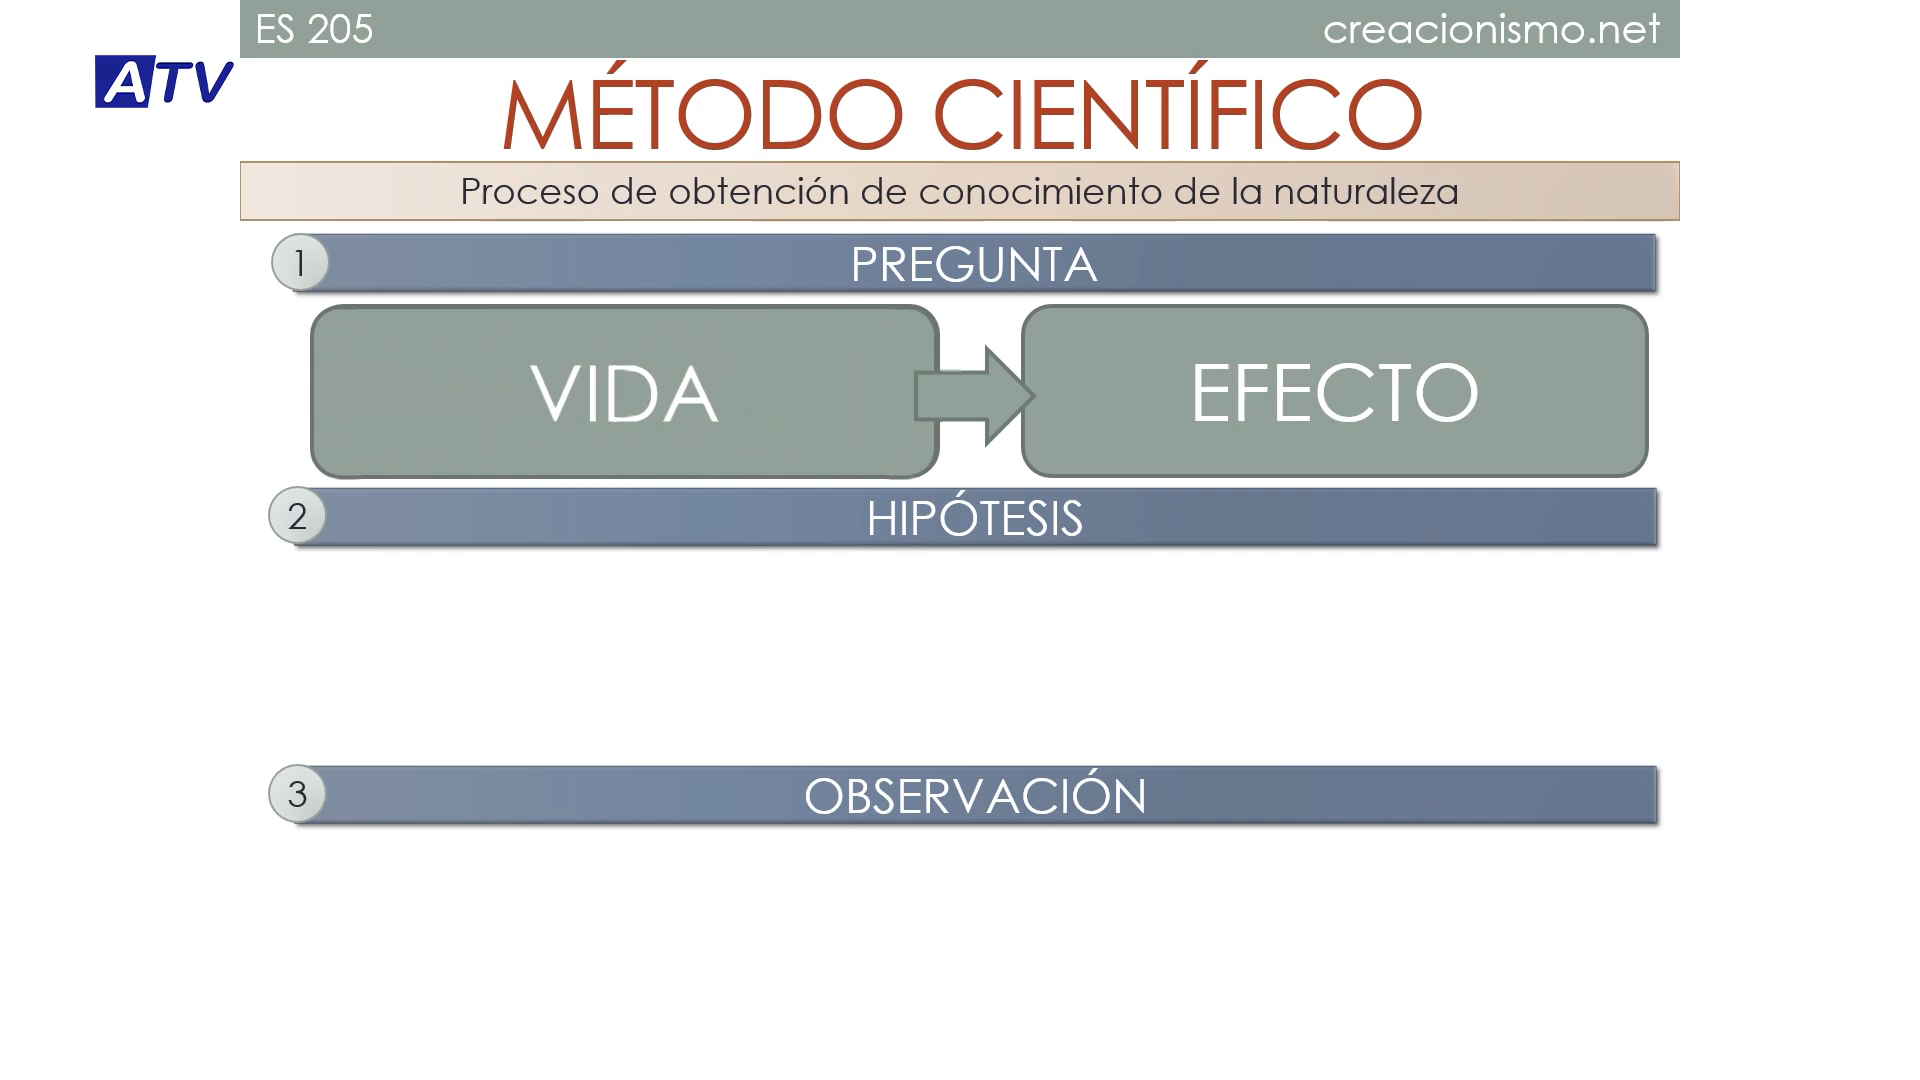 ES 205
creacionismo.net
ATV
MÉTODO CIENTÍFICO
Proceso de obtención de conocimiento de la naturaleza
1
PREGUNTA
VIDA
EFECTO
2
HIPÓTESIS
3
OBSERVACIÓN